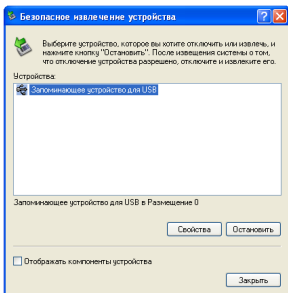 Безопасное извлечение устройства
Выберите устройство, которое вы хотите отключить или извлечь, и
нажмите кнопку "Остановить". После извещения системы о том,
что отключение устройства разрешено, отключите и извлеките его.
Устройства:
Запоминающее устройство для USB
Запоминающее устройство для USB в Размещение 0
Свойства
Остановить
Отображать компоненты устройства
Закрыть